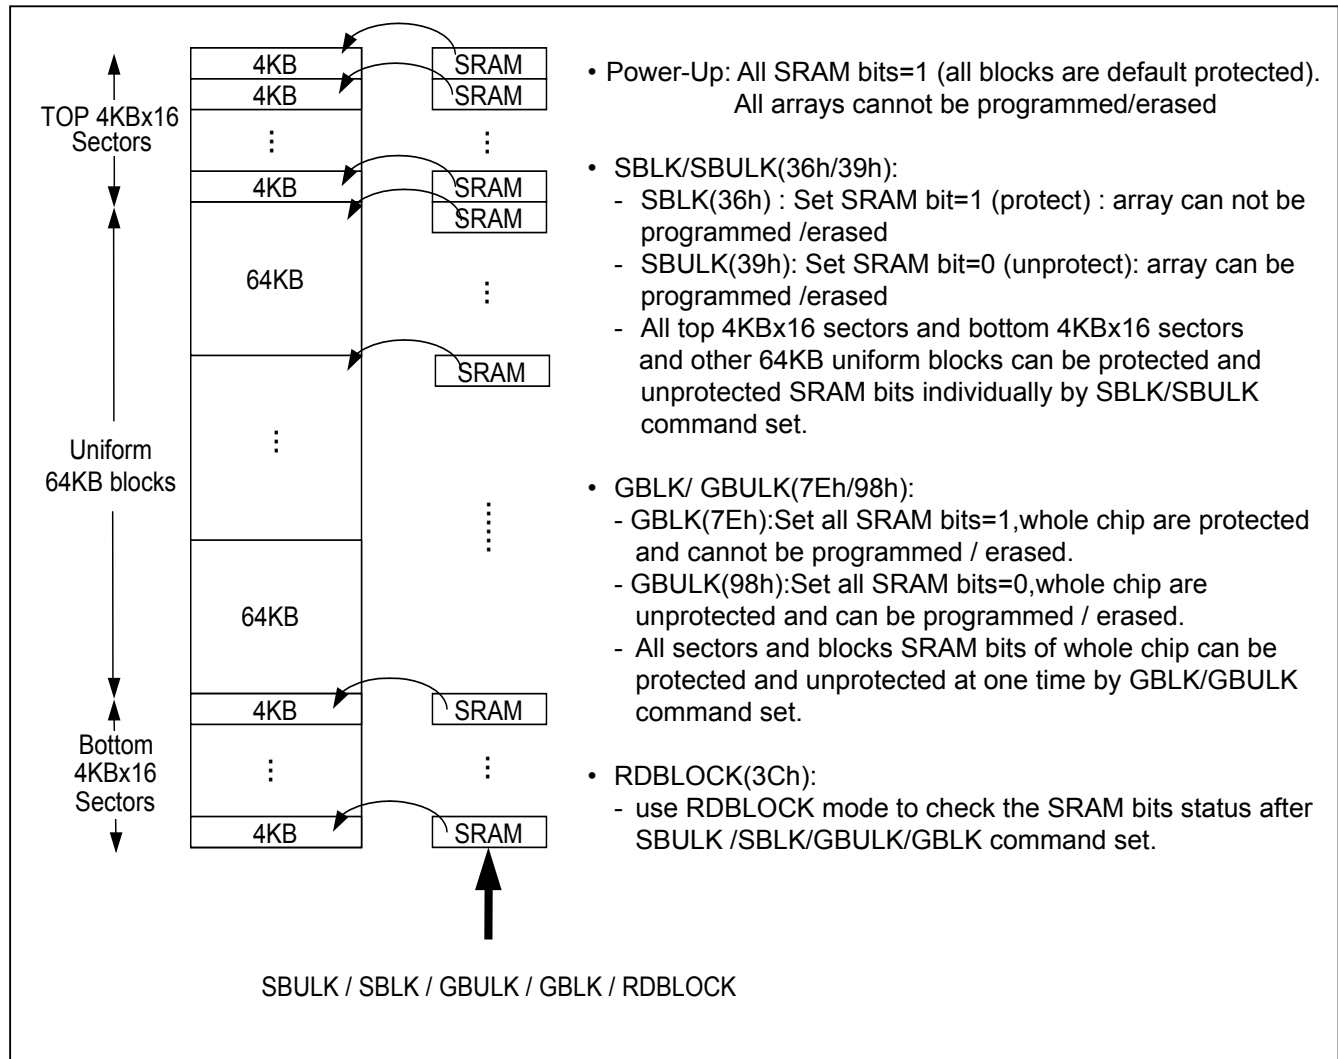 4KB
SRAM
4KB
SRAM
TOP 4KBx16
Sectors
4KB
SRAM
SRAM
64KB
SRAM
Uniform
64KB blocks
64KB
4KB
SRAM
Bottom
4KBx16
Sectors
4KB
SRAM
SBULK / SBLK / GBULK / GBLK / RDBLOCK
• Power-Up: All SRAM bits=1 (all blocks are default protected).
All arrays cannot be programmed/erased
• SBLK/SBULK(36h/39h):
- SBLK(36h) : Set SRAM bit=1 (protect) : array can not be
programmed /erased
- SBULK(39h): Set SRAM bit=0 (unprotect): array can be
programmed /erased
- All top 4KBx16 sectors and bottom 4KBx16 sectors
and other 64KB uniform blocks can be protected and
unprotected SRAM bits individually by SBLK/SBULK
command set.
• GBLK/ GBULK(7Eh/98h):
- GBLK(7Eh):Set all SRAM bits=1,whole chip are protected
and cannot be programmed / erased.
- GBULK(98h):Set all SRAM bits=0,whole chip are
unprotected and can be programmed / erased.
- All sectors and blocks SRAM bits of whole chip can be
protected and unprotected at one time by GBLK/GBULK
command set.
• RDBLOCK(3Ch):
- use RDBLOCK mode to check the SRAM bits status after
SBULK /SBLK/GBULK/GBLK command set.